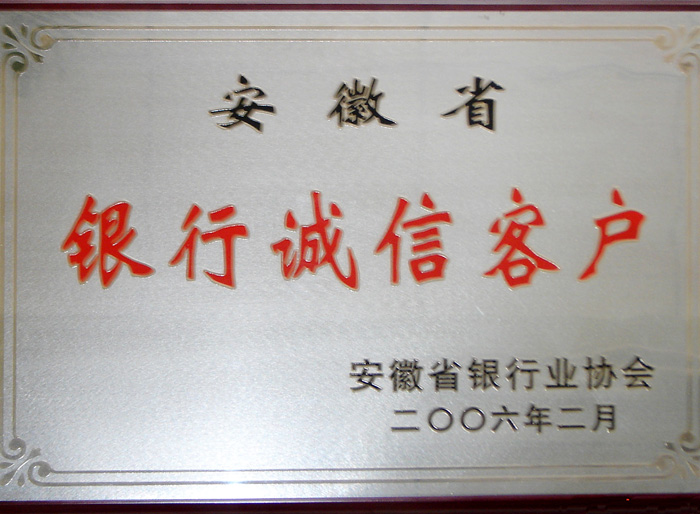 安徽省
银行诚信客户
安徽省银行业协会
二〇〇六年二月